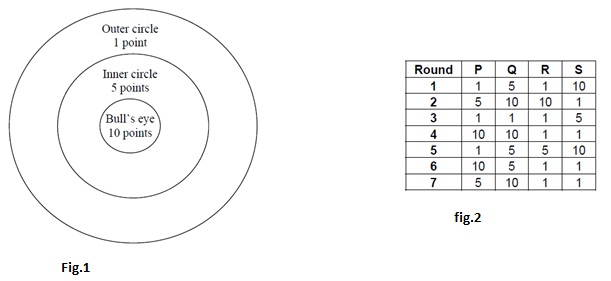 Outer circle
1 point
Inner circle
5 points
Bull's eye
10 points
Fig.1
Round P Q R S
1 1 5 1 10
2 5 10 10 1
3 1 1 1 5
4 10 10 1 1
5 1 5 5 10
6 10 5 1 1
7 5 10 1 1
fig.2